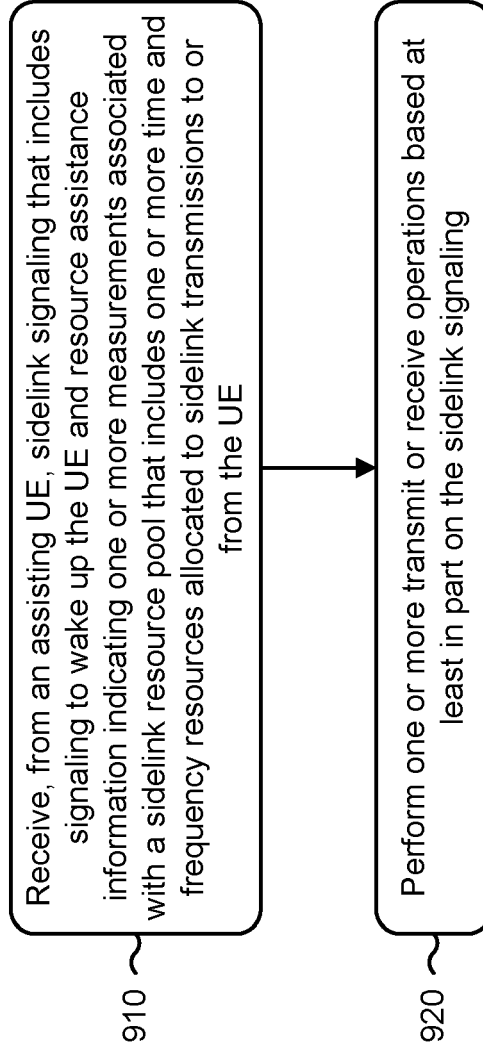 910
Receive, from an assisting UE, sidelink signaling that includes
signaling to wake up the UE and resource assistance
information indicating one or more measurements associated
with a sidelink resource pool that includes one or more time and
frequency resources allocated to sidelink transmissions to or
from the UE
920
Perform one or more transmit or receive operations based at
least in part on the sidelink signaling